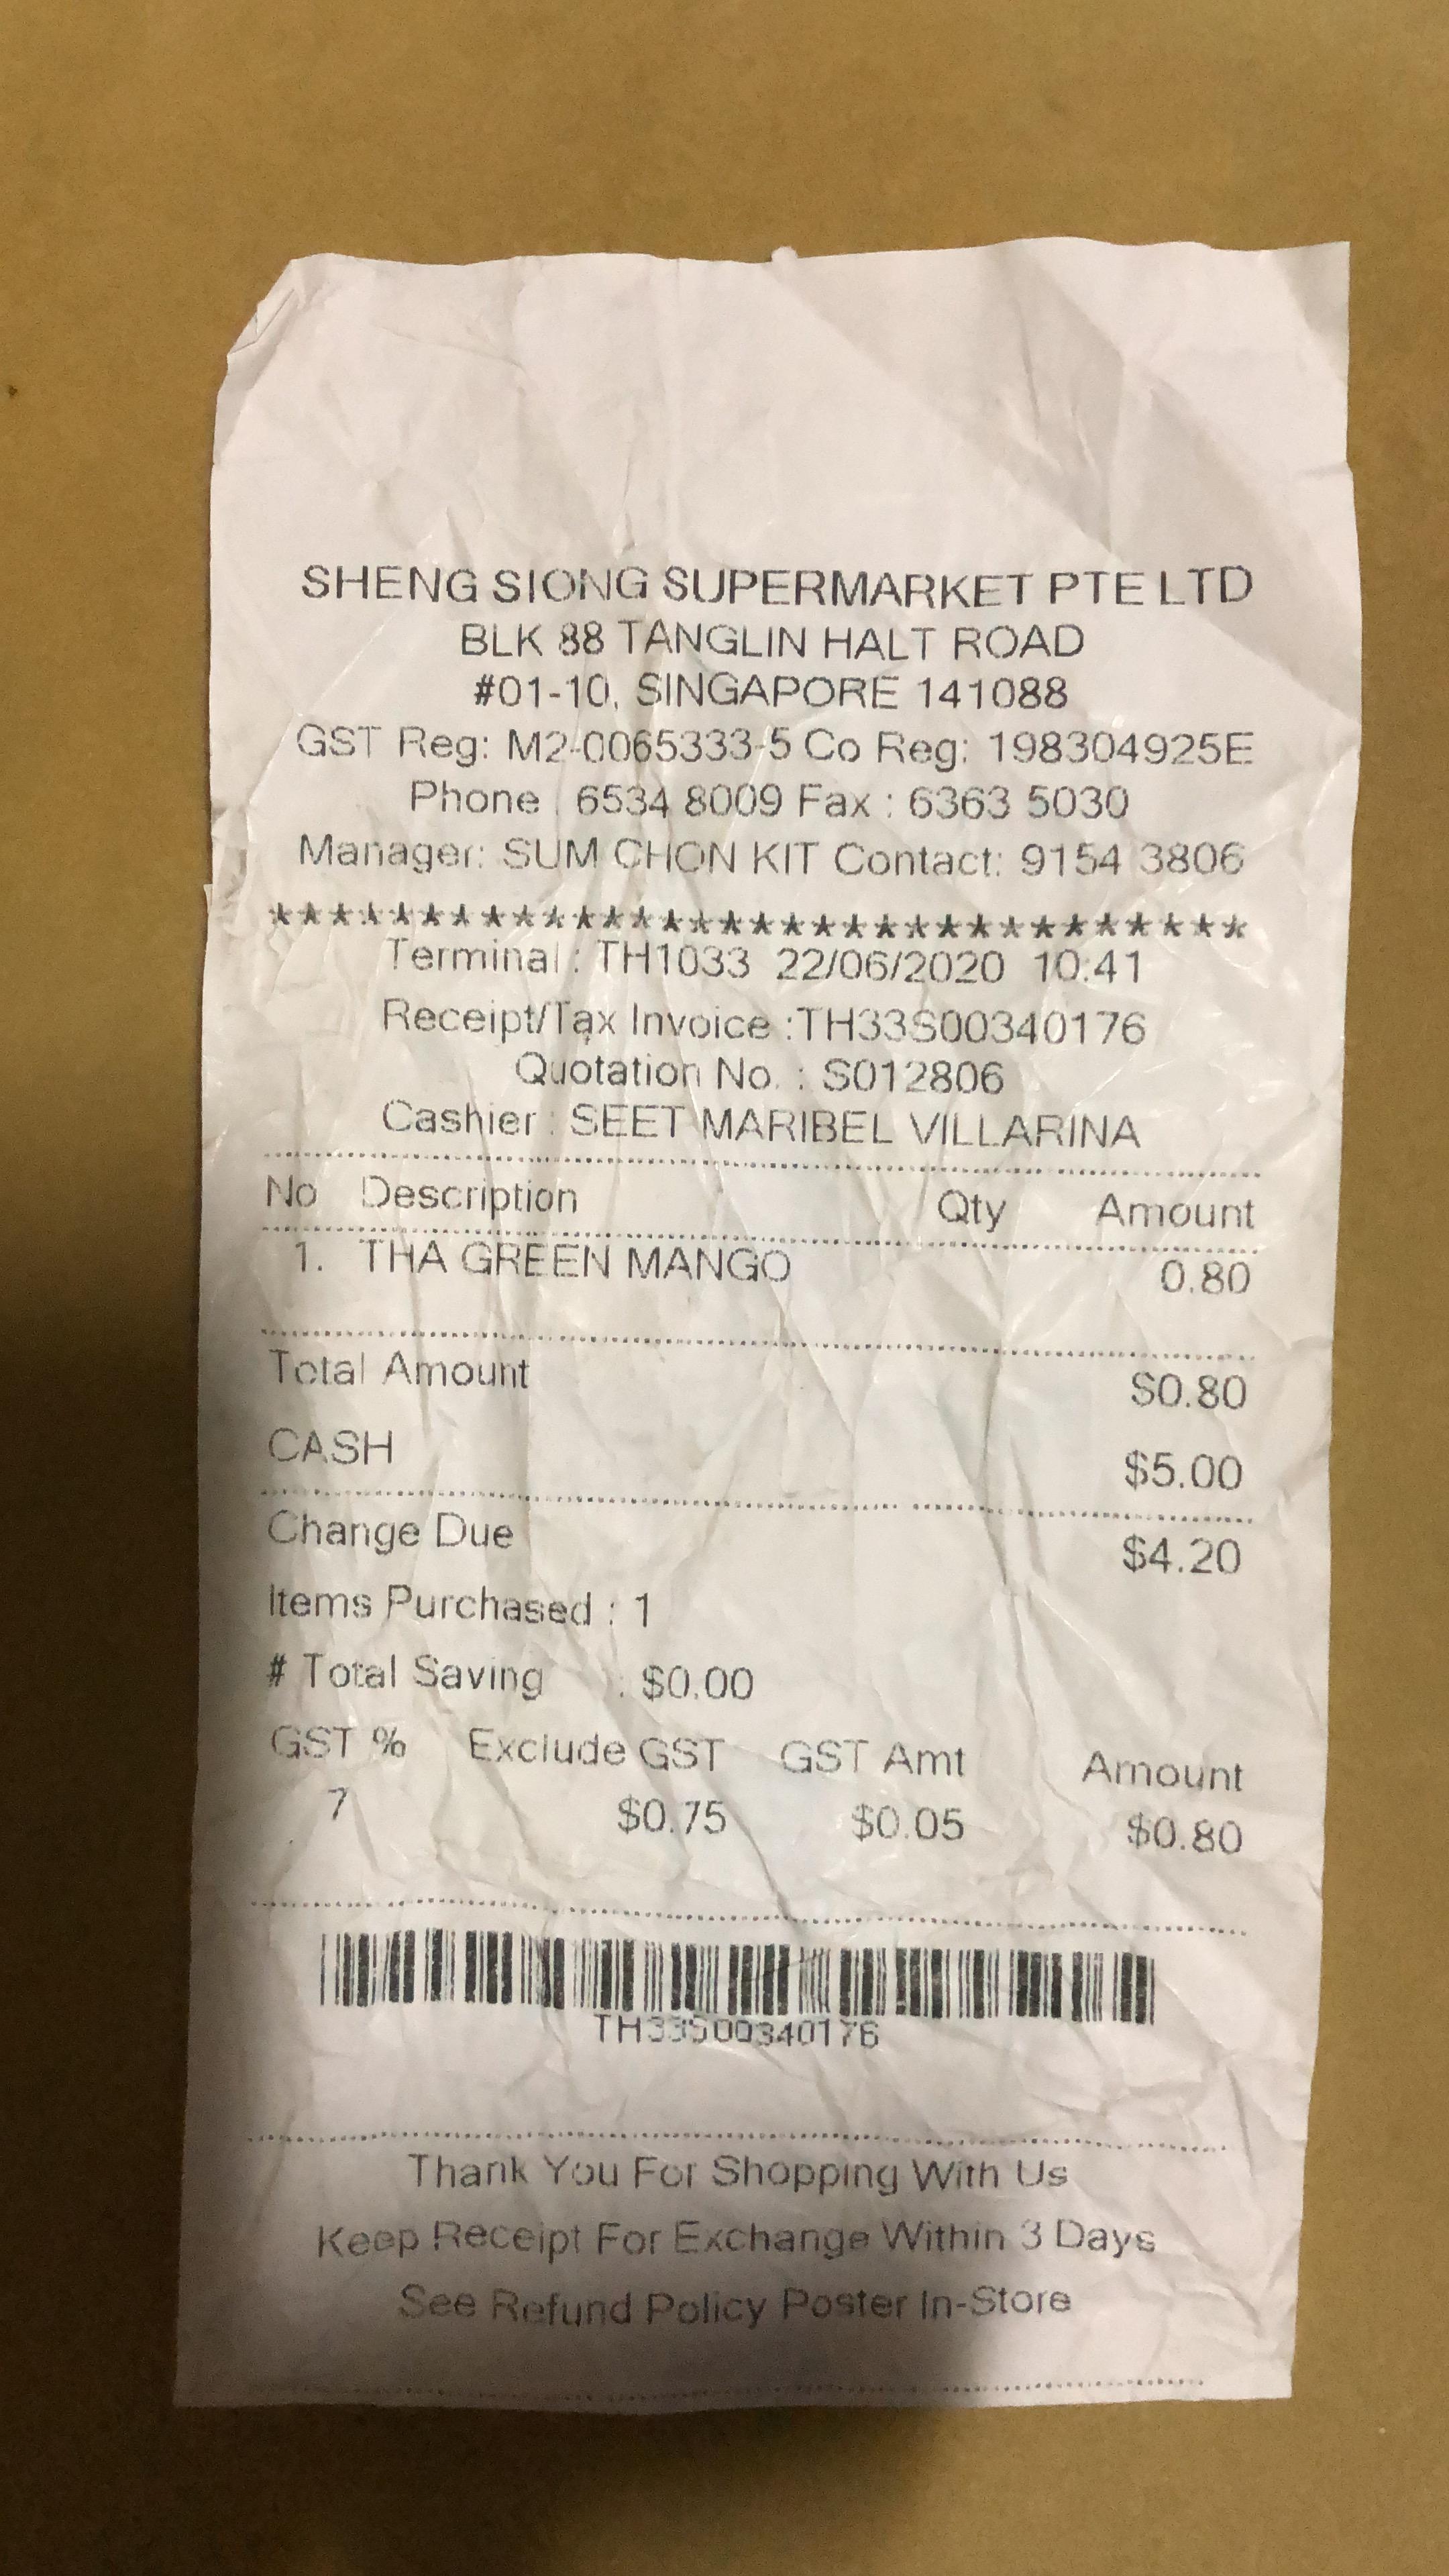 SHENG SIONG SUPERMARKET PTE LTD
BLK 88 TANGLIN HALT ROAD
#01-10, SINGAPORE 141088
GST Reg: M2-0065333-5 Co Reg: 198304925E
Phone : 6534 8009 Fax : 6363 5030
Manager: SUM CHON KIT Contact: 9154 3806
********************************
Terminal : TH1033 22/06/2020 10:41
Receipt/Tax Invoice :TH33S00340176
Quotation No. : S012806
Cashier : SEET MARIBEL VILLARINA
No Description Qty Amount
1. THA GREEN MANGO 0.80
Total Amount $0.80
CASH $5.00
Change Due $4.20
Items Purchased : 1
# Total Saving : $0.00
GST % Exclude GST GST Amt Amount
7 $0.75 $0.05 $0.80
TH33S00340176
Thank You For Shopping With Us
Keep Receipt For Exchange Within 3 Days
See Refund Policy Poster In-Store